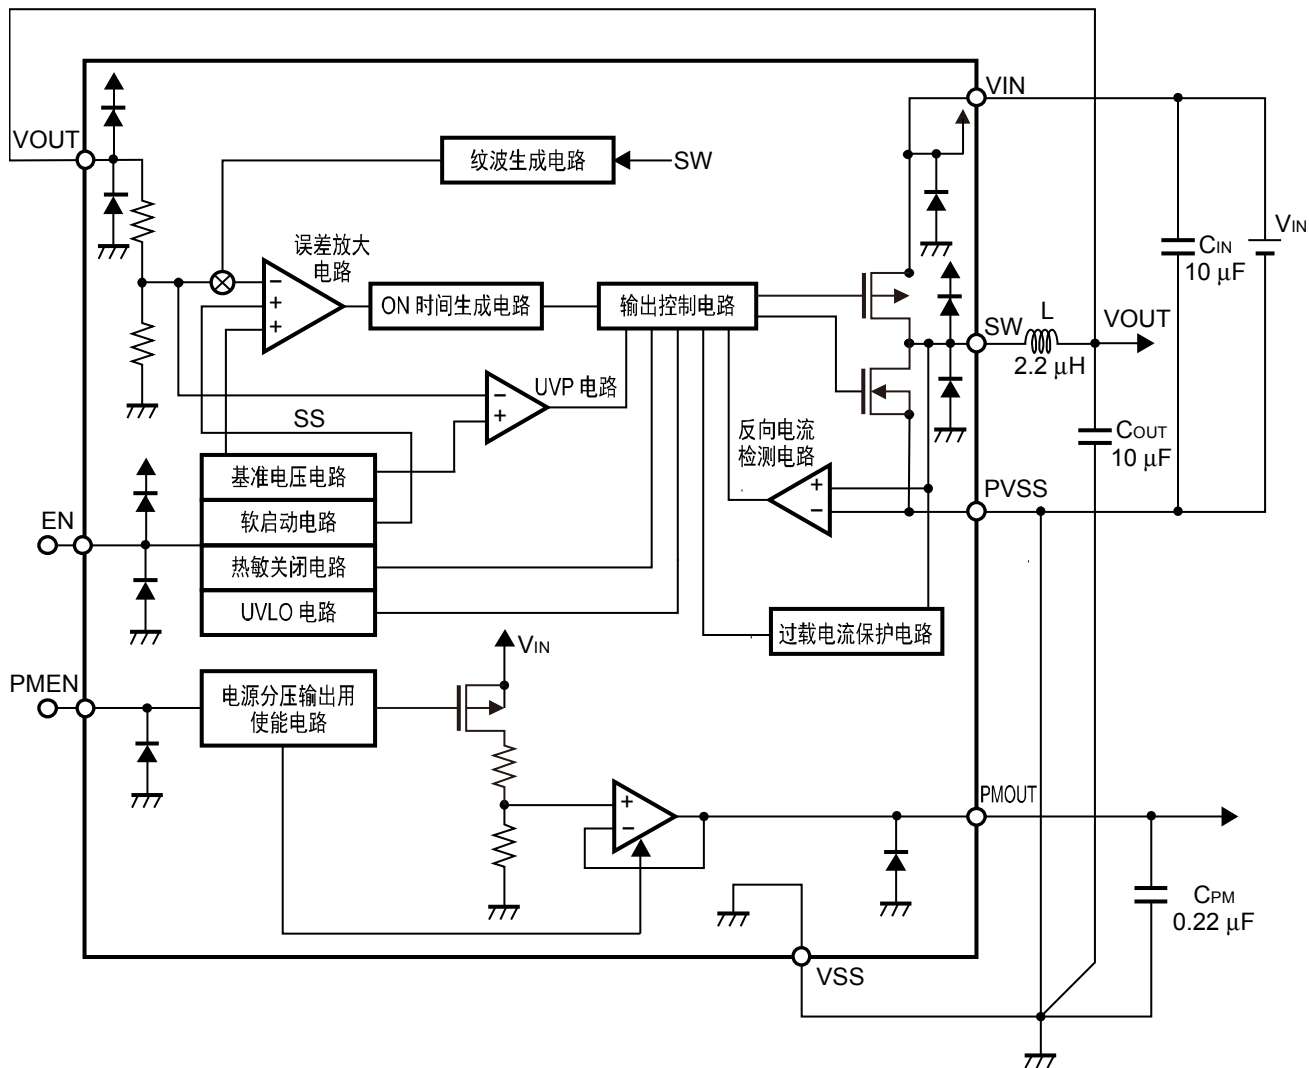 VIN
VOUT
纹波生成电路
SW
VIN
误差放大
电路
CIN
10 μF
−
+
+
ON 时间生成电路
输出控制电路
SW
L
VOUT
2.2 μH
UVP 电路
−
+
SS
反向电流
检测电路
COUT
10 μF
基准电压电路
+
−
PVSS
EN
软启动电路
热敏关闭电路
UVLO 电路
过载电流保护电路
VIN
PMEN
电源分压输出用
使能电路
+
−
PMOUT
CPM
0.22 μF
VSS